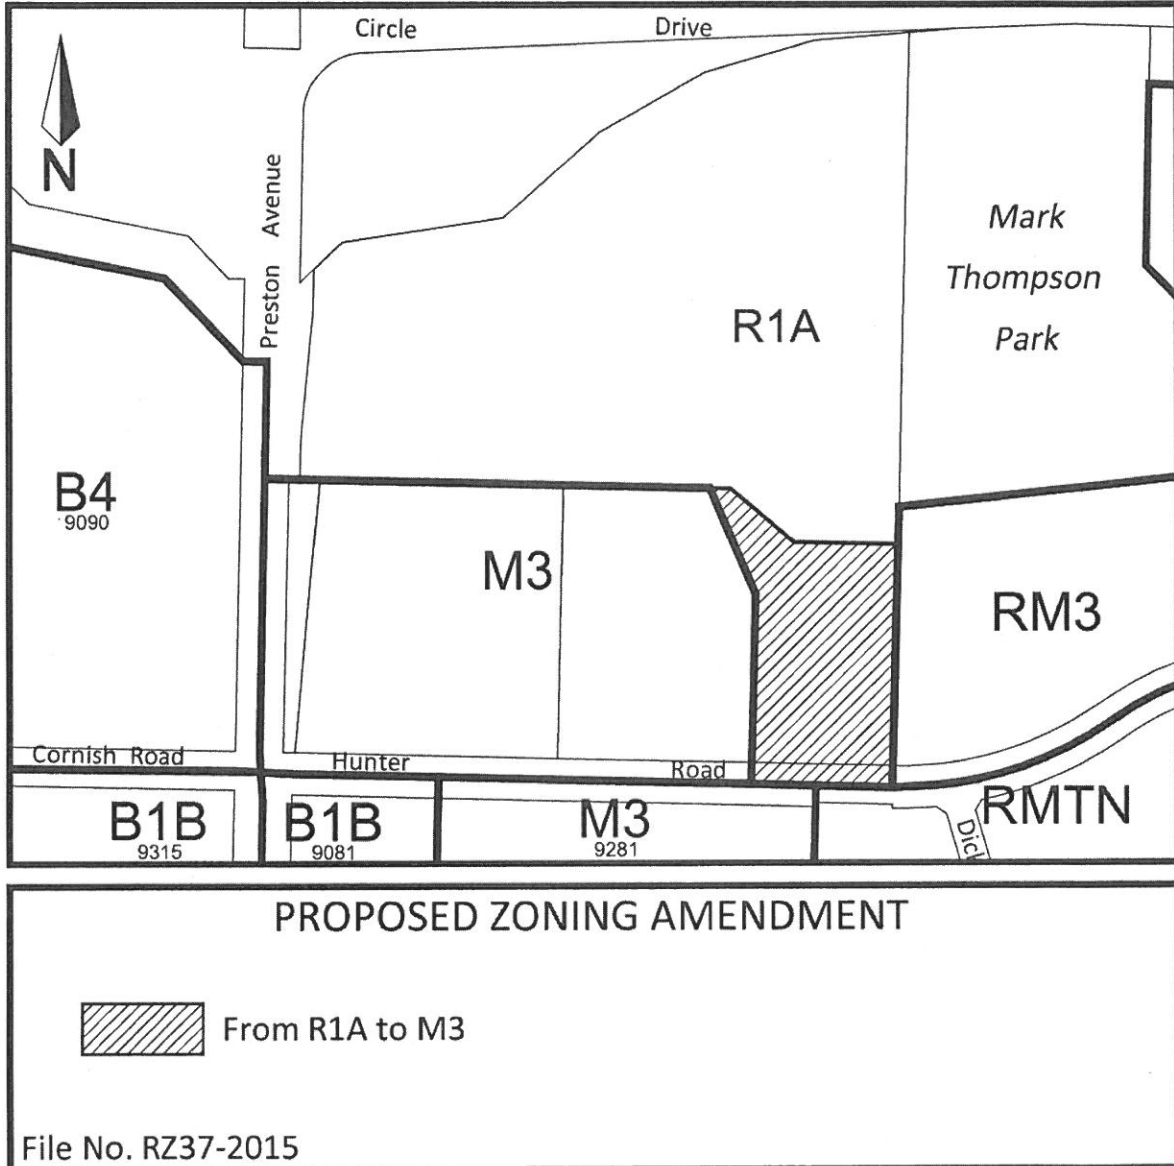 Circle Drive
N
Preston Avenue
Mark
Thompson
Park
R1A
B4
9090
M3
RM3
Cornish Road
Hunter Road
B1B
9315
B1B
9081
M3
9281
RMTN
PROPOSED ZONING AMENDMENT
From R1A to M3
File No. RZ37-2015